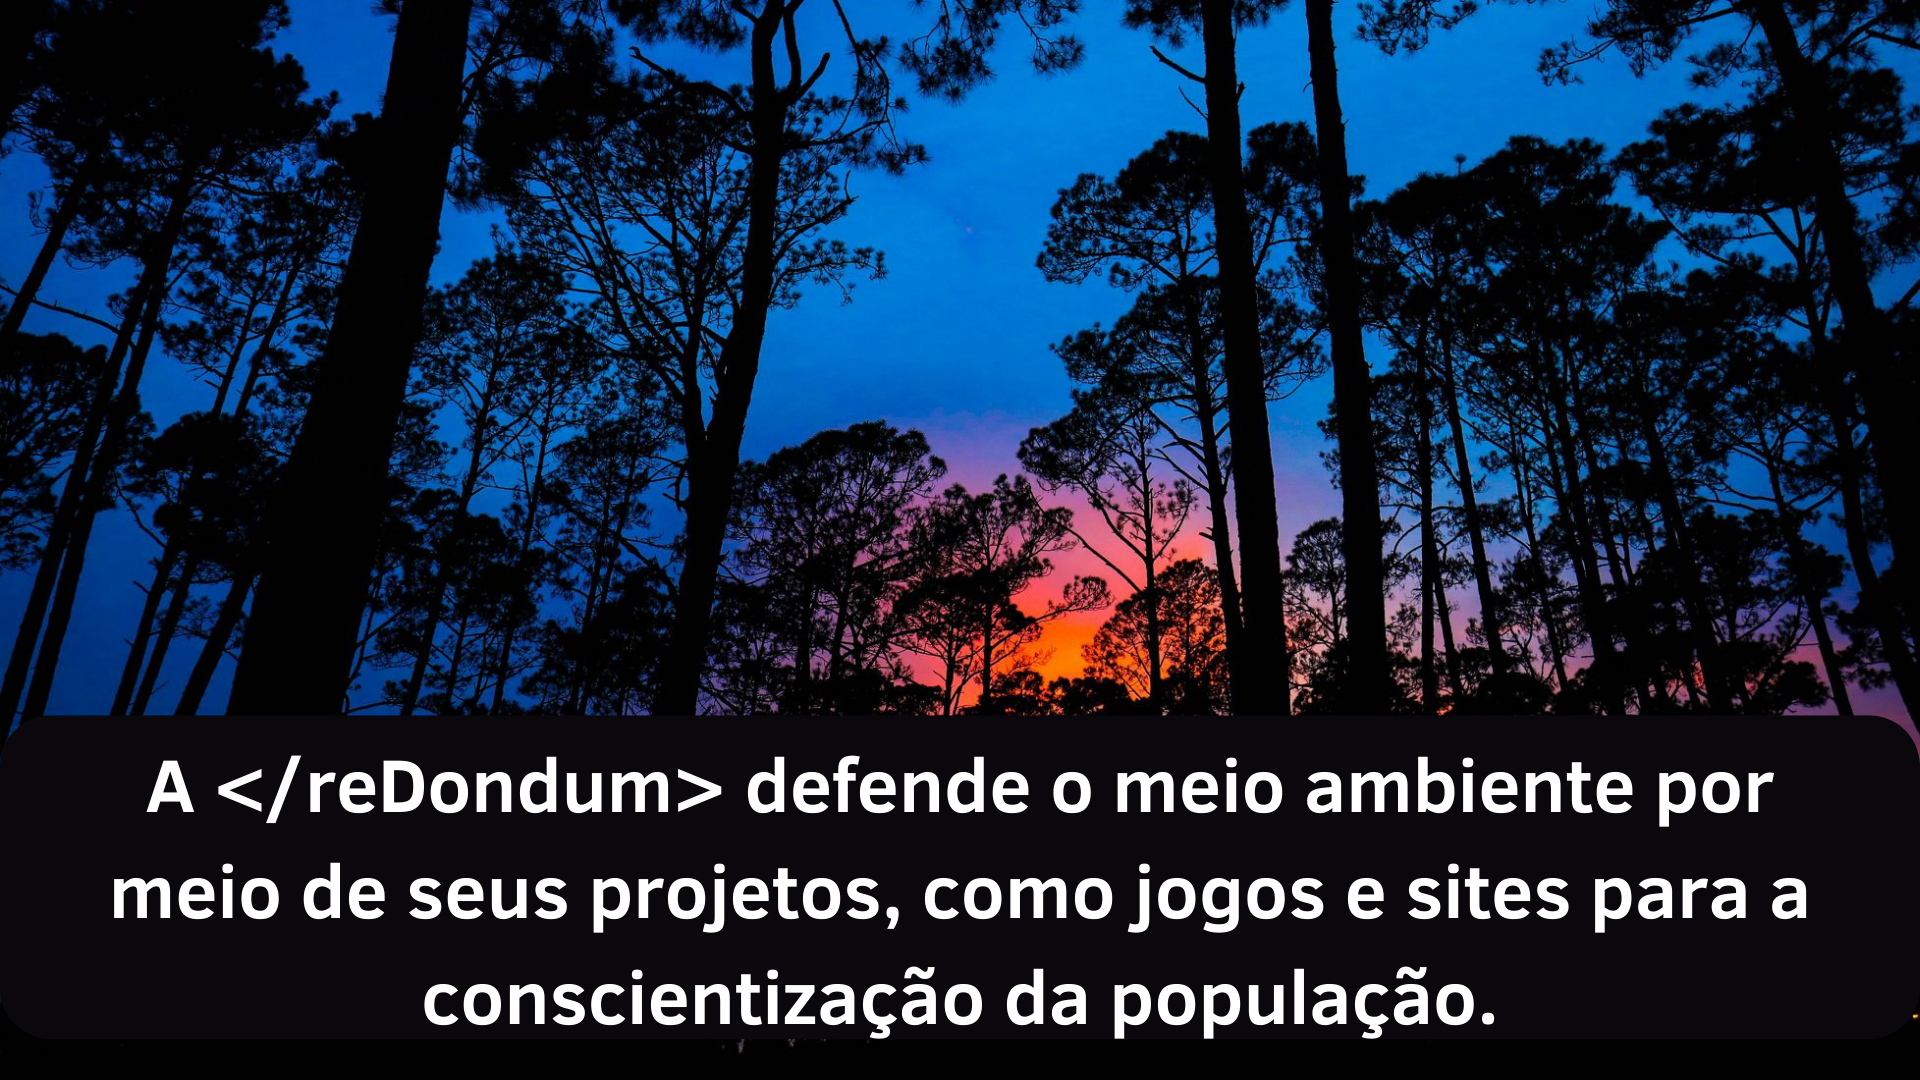 A </reDondum> defende o meio ambiente por
meio de seus projetos, como jogos e sites para a
conscientização da população.